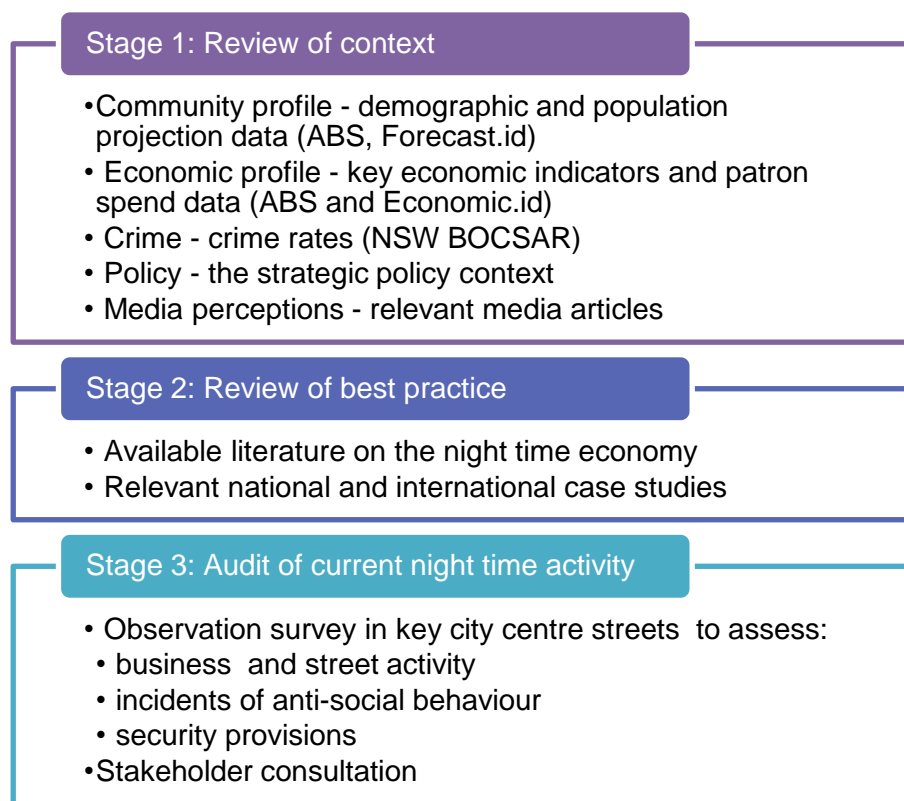 Stage 1: Review of context
•Community profile - demographic and population
projection data (ABS, Forecast.id)
• Economic profile - key economic indicators and patron
spend data (ABS and Economic.id)
• Crime - crime rates (NSW BOCSAR)
• Policy - the strategic policy context
• Media perceptions - relevant media articles
Stage 2: Review of best practice
• Available literature on the night time economy
• Relevant national and international case studies
Stage 3: Audit of current night time activity
• Observation survey in key city centre streets to assess:
• business and street activity
• incidents of anti-social behaviour
• security provisions
•Stakeholder consultation